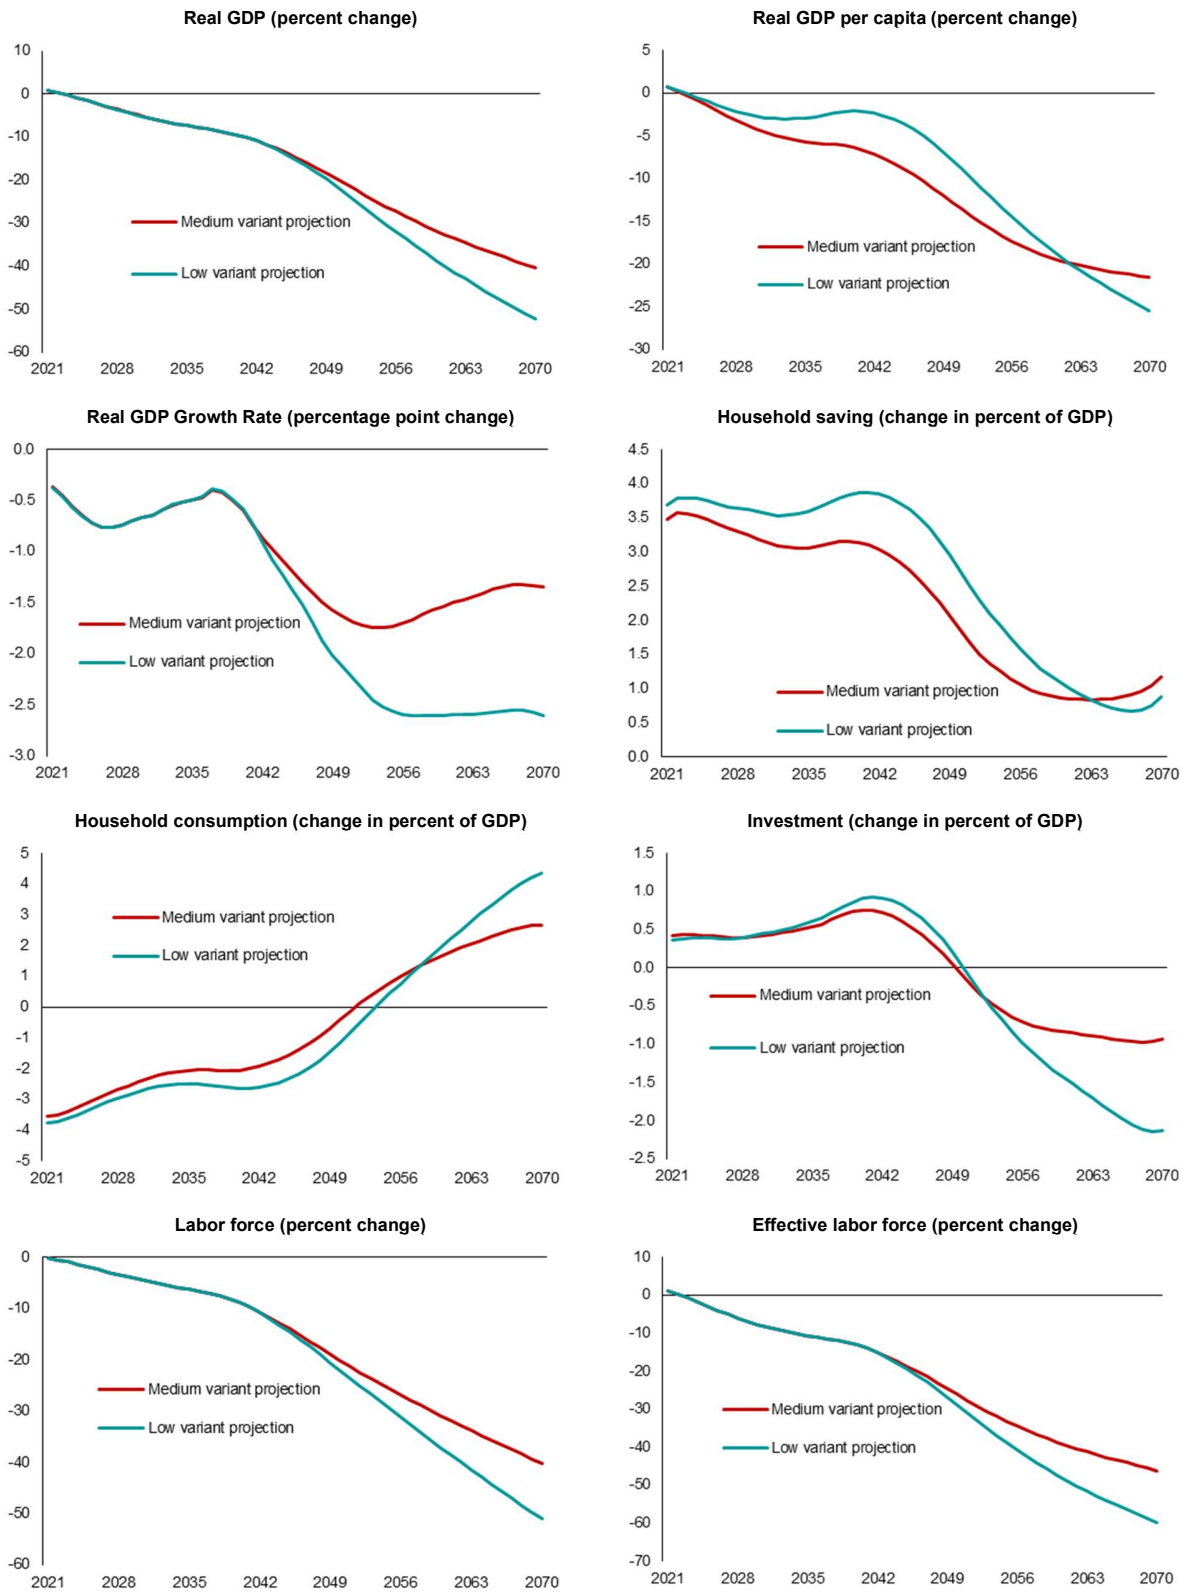 Real GDP (percent change)
10
0
-10
-20
-30
-40
-50
-60
Medium variant projection
Low variant projection
2021 2028 2035 2042 2049 2056 2063 2070
Real GDP per capita (percent change)
5
0
-5
-10
-15
-20
-25
-30
Medium variant projection
Low variant projection
2021 2028 2035 2042 2049 2056 2063 2070
Real GDP Growth Rate (percentage point change)
0.0
-0.5
-1.0
-1.5
-2.0
-2.5
-3.0
Medium variant projection
Low variant projection
2021 2028 2035 2042 2049 2056 2063 2070
Household saving (change in percent of GDP)
4.5
4.0
3.5
3.0
2.5
2.0
1.5
1.0
0.5
0.0
Medium variant projection
Low variant projection
2021 2028 2035 2042 2049 2056 2063 2070
Household consumption (change in percent of GDP)
5
4
3
2
1
0
-1
-2
-3
-4
-5
Medium variant projection
Low variant projection
2021 2028 2035 2042 2049 2056 2063 2070
Investment (change in percent of GDP)
1.5
1.0
0.5
0.0
-0.5
-1.0
-1.5
-2.0
-2.5
Medium variant projection
Low variant projection
2021 2028 2035 2042 2049 2056 2063 2070
Labor force (percent change)
0
-10
-20
-30
-40
-50
-60
Medium variant projection
Low variant projection
2021 2028 2035 2042 2049 2056 2063 2070
Effective labor force (percent change)
10
0
-10
-20
-30
-40
-50
-60
-70
Medium variant projection
Low variant projection
2021 2028 2035 2042 2049 2056 2063 2070